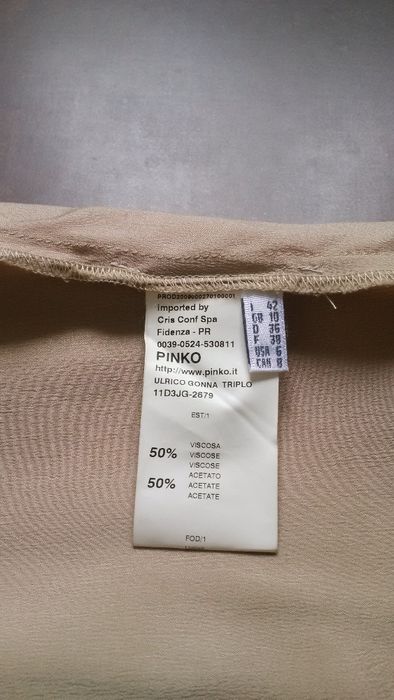 imported by
Cris Conf Spa
Fidenza - PR
0039-0524-530811
PINKO
http://www.pinko.it
ULRICO GONNA TRIPLO
11D3JG-2679
EST/1
50%
VISCOSA
VISCOSE
VISCOSE
50%
ACETATO
ACETATE
ACETATE
FOD/1
I 42
GB 10
D 36
F 38
USA 6
CAN 8